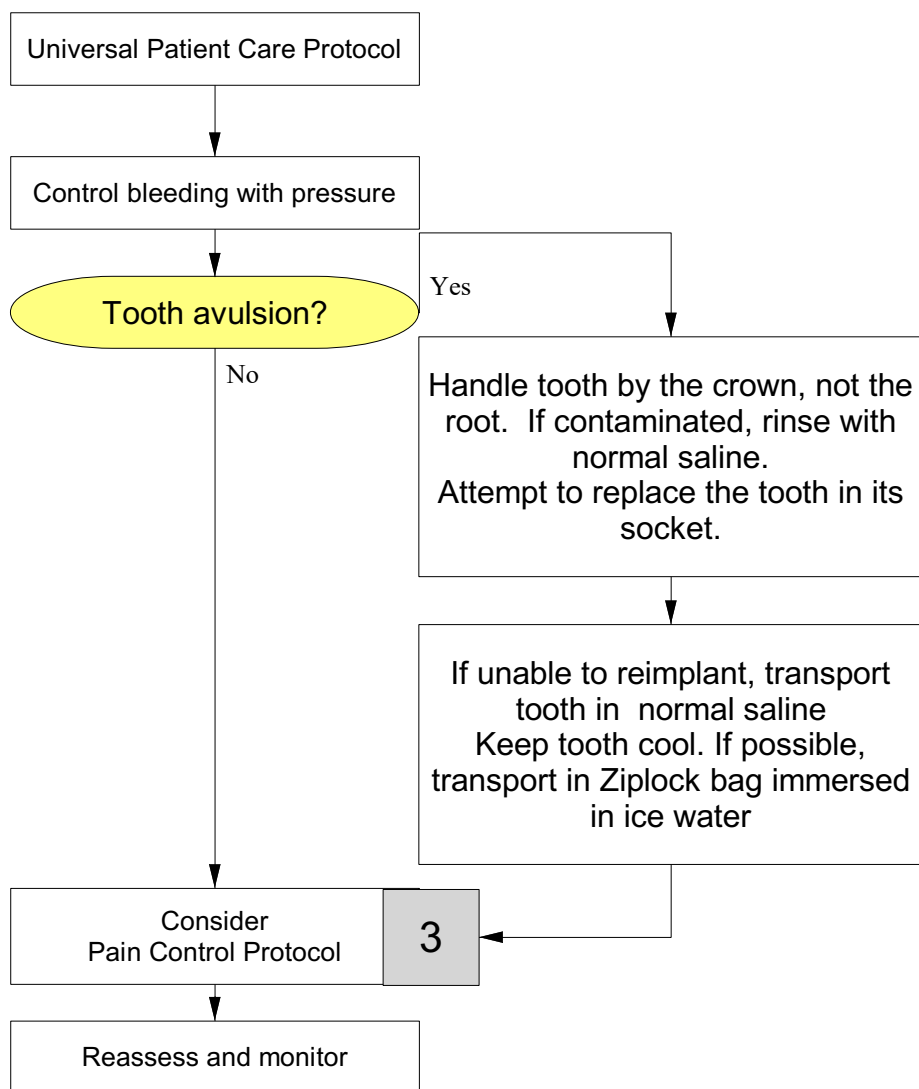 Universal Patient Care Protocol
Control bleeding with pressure
Tooth avulsion?
Yes
No
Handle tooth by the crown, not the
root.  If contaminated, rinse with
normal saline.
Attempt to replace the tooth in its
socket.
If unable to reimplant, transport
tooth in  normal saline
Keep tooth cool. If possible,
transport in Ziplock bag immersed
in ice water
Consider
Pain Control Protocol
3
Reassess and monitor